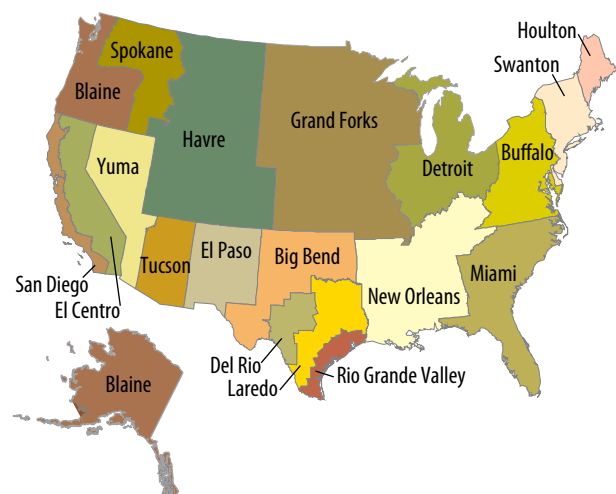 Houlton
Swanton
Spokane
Blaine
Grand Forks
Havre
Buffalo
Yuma
Detroit
El Paso
Big Bend
Tucson
Miami
San Diego
New Orleans
El Centro
Del Rio
Rio Grande Valley
Laredo
Blaine